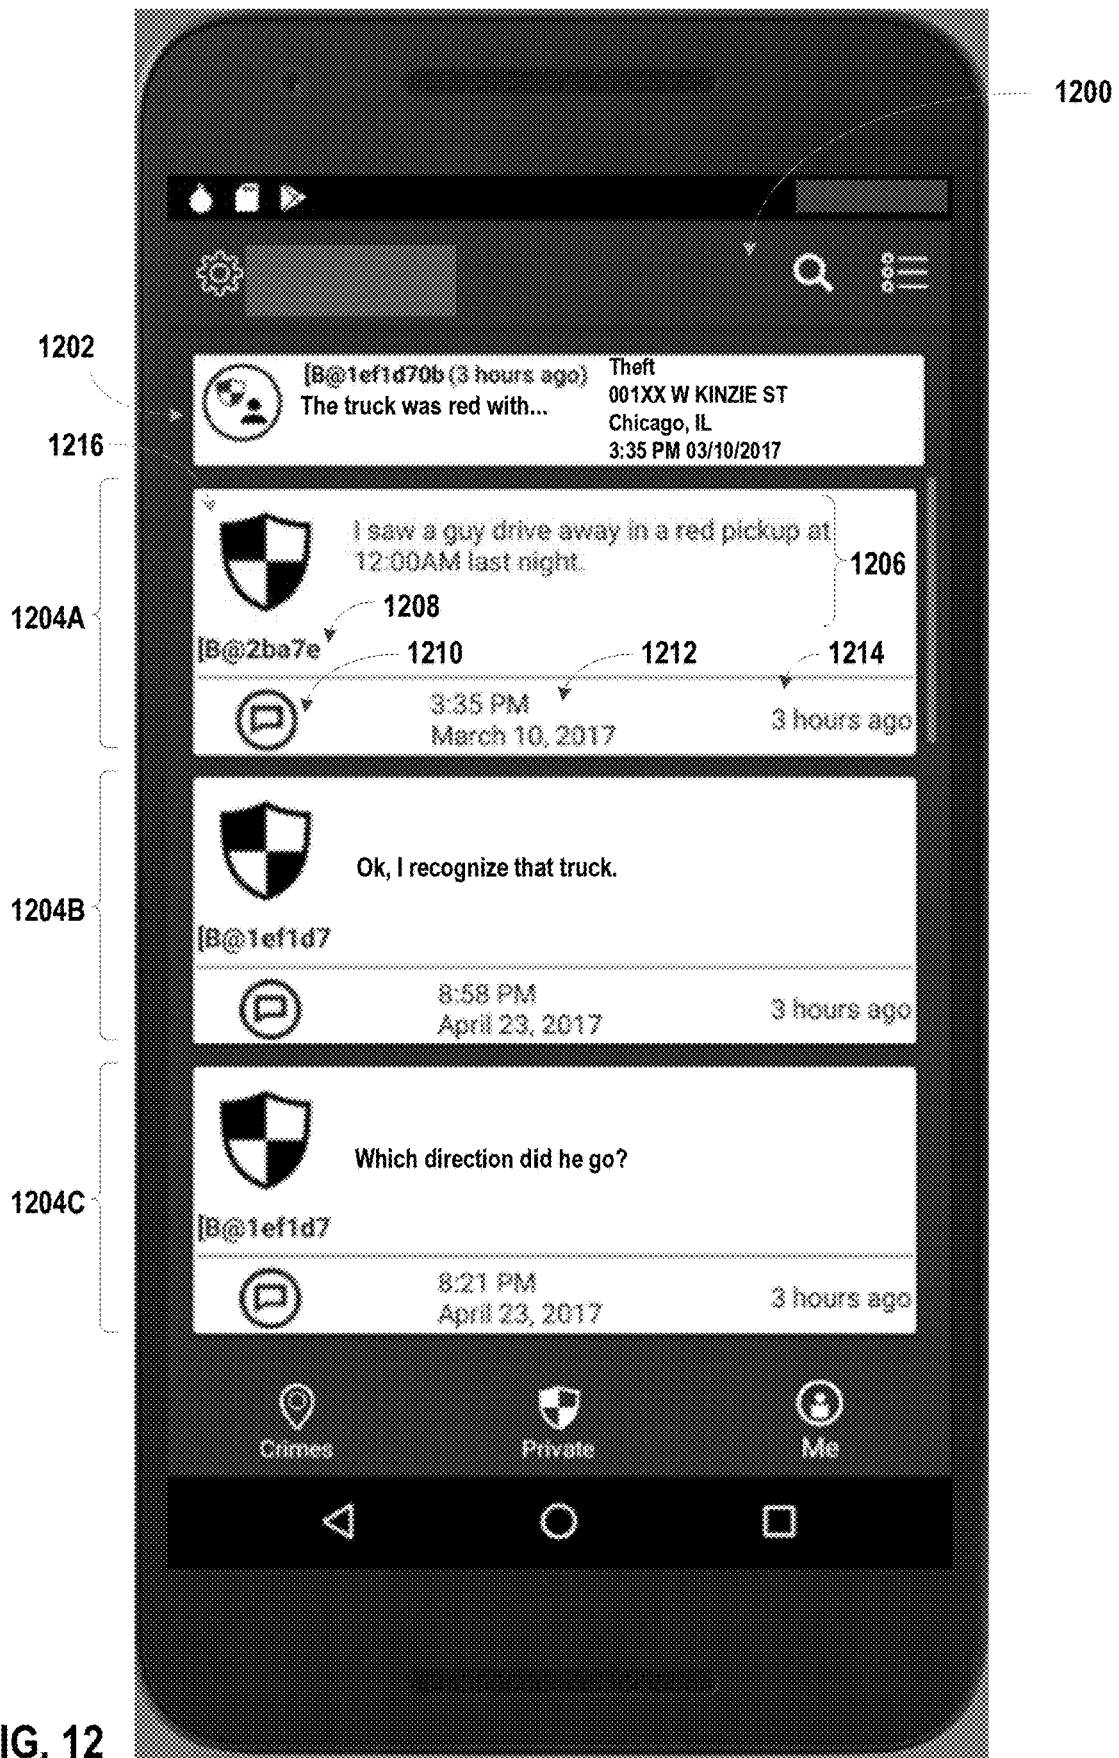 1200
1202
[B@1ef1d70b (3 hours ago)
The truck was red with...
Theft
001XX W KINZIE ST
Chicago, IL
3:35 PM 03/10/2017
1216
1204A
I saw a guy drive away in a red pickup at
12:00AM last night.
1206
1208
[B@2ba7e
1210
1212
1214
3:35 PM
March 10, 2017
3 hours ago
1204B
Ok, I recognize that truck.
[B@1ef1d7
8:58 PM
April 23, 2017
3 hours ago
1204C
Which direction did he go?
[B@1ef1d7
8:21 PM
April 23, 2017
3 hours ago
Crimes
Private
Me
IG. 12